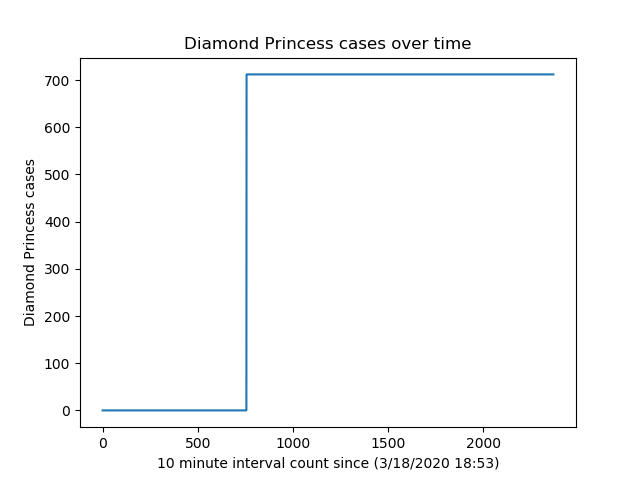 Diamond Princess cases over time
Diamond Princess cases
700
600
500
400
300
200
100
0
0 500 1000 1500 2000
10 minute interval count since (3/18/2020 18:53)